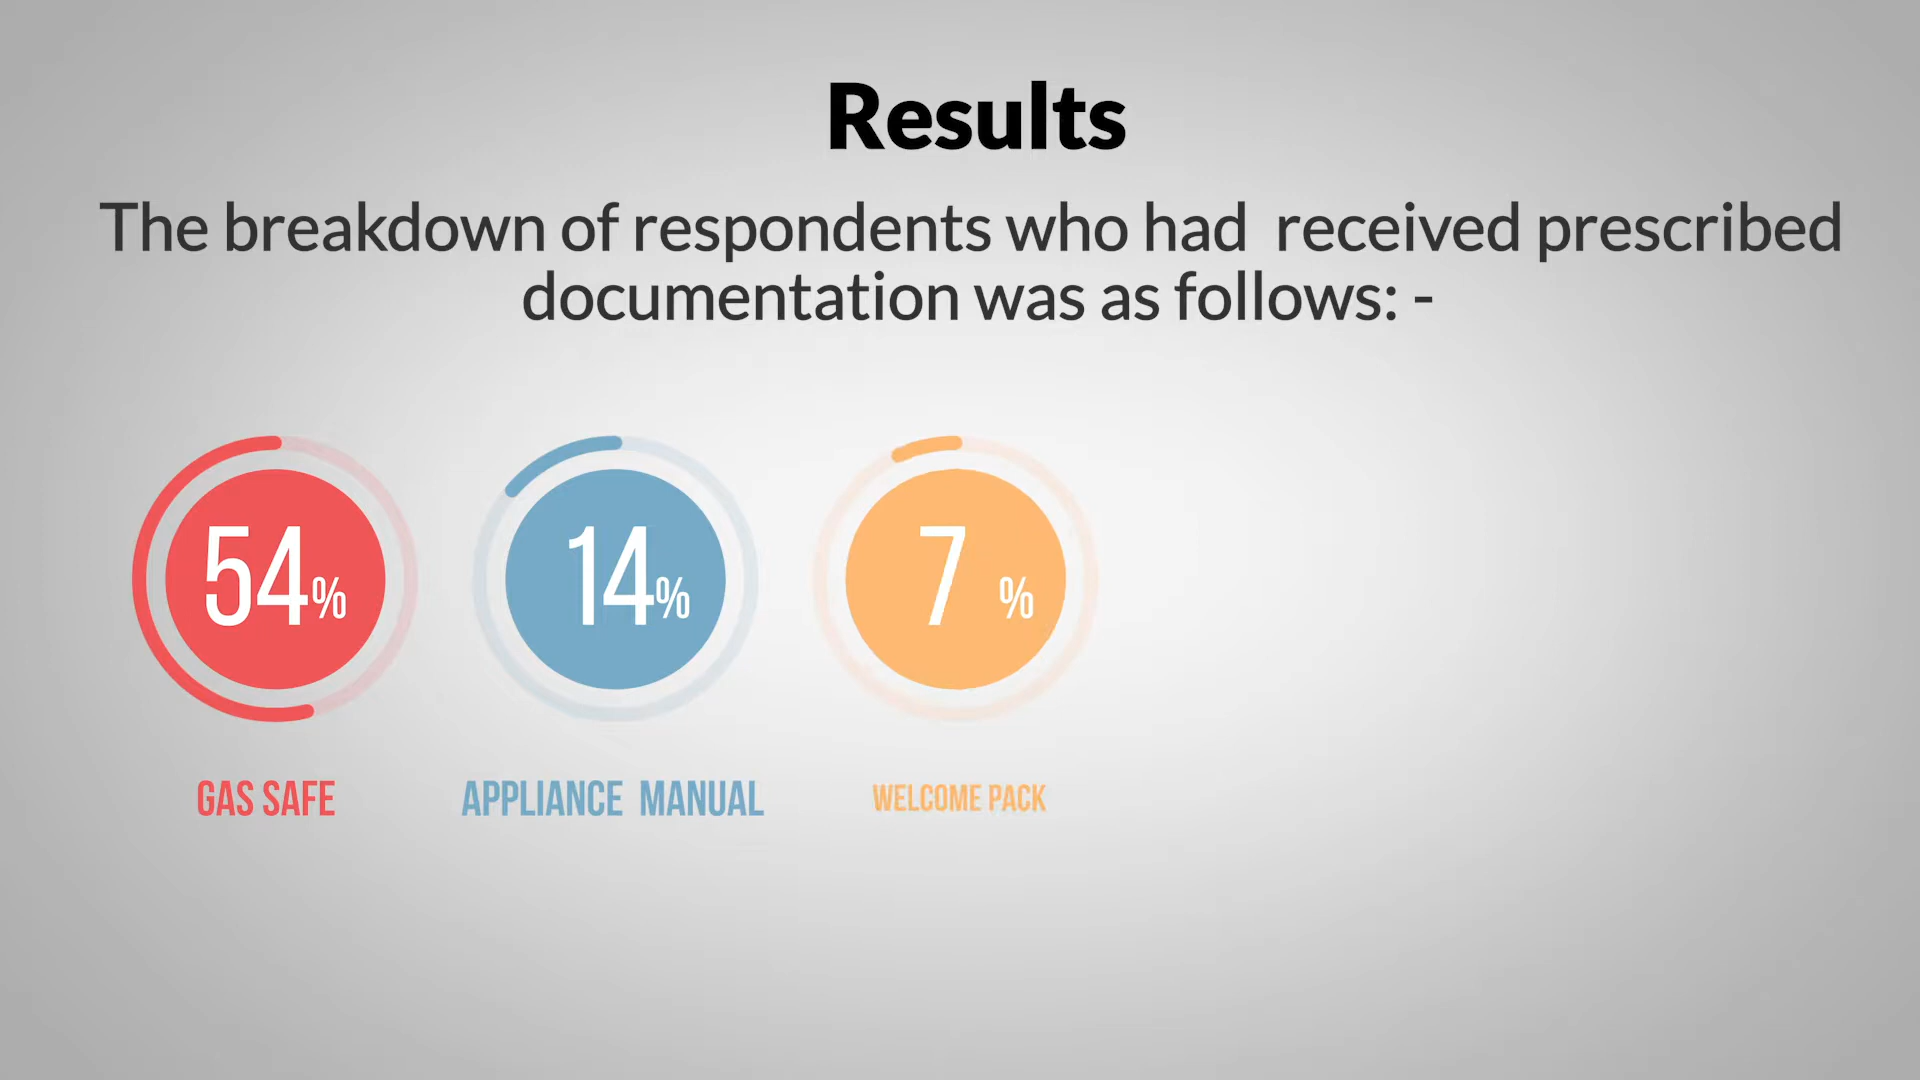 Results
The breakdown of respondents who had received prescribed
documentation was as follows: -
54%
14%
7 %
GAS SAFE
APPLIANCE MANUAL
WELCOME PACK